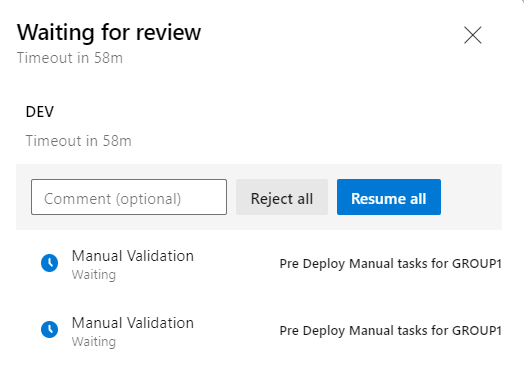 Waiting for review
Timeout in 58m
DEV
Timeout in 58m
Comment (optional) Reject all Resume all
Manual Validation
Waiting
Pre Deploy Manual tasks for GROUP1
Manual Validation
Waiting
Pre Deploy Manual tasks for GROUP1